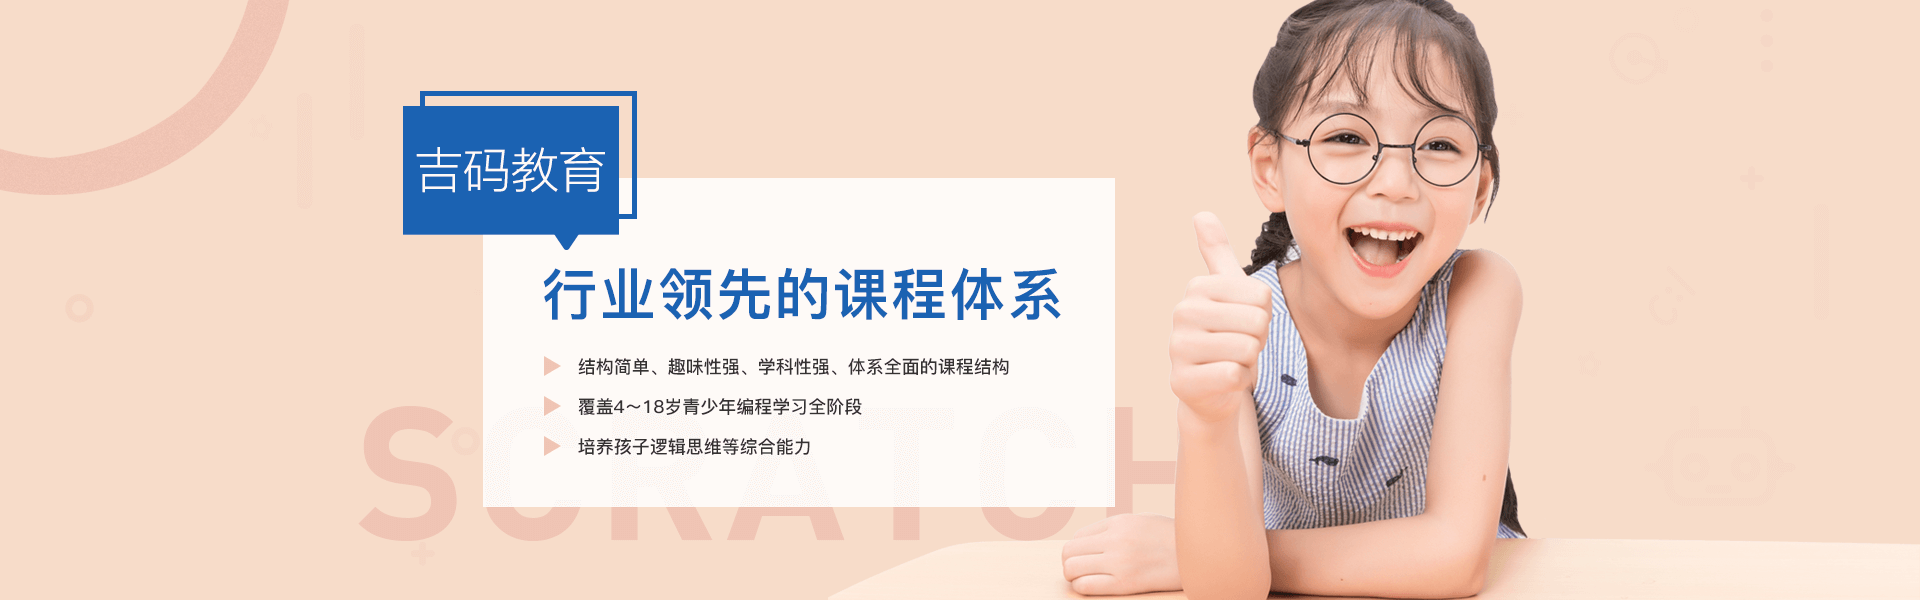 吉码教育
行业领先的课程体系
结构简单、趣味性强、学科性强、体系全面的课程结构
覆盖4～18岁青少年编程学习全阶段
培养孩子逻辑思维等综合能力
SCRATCH